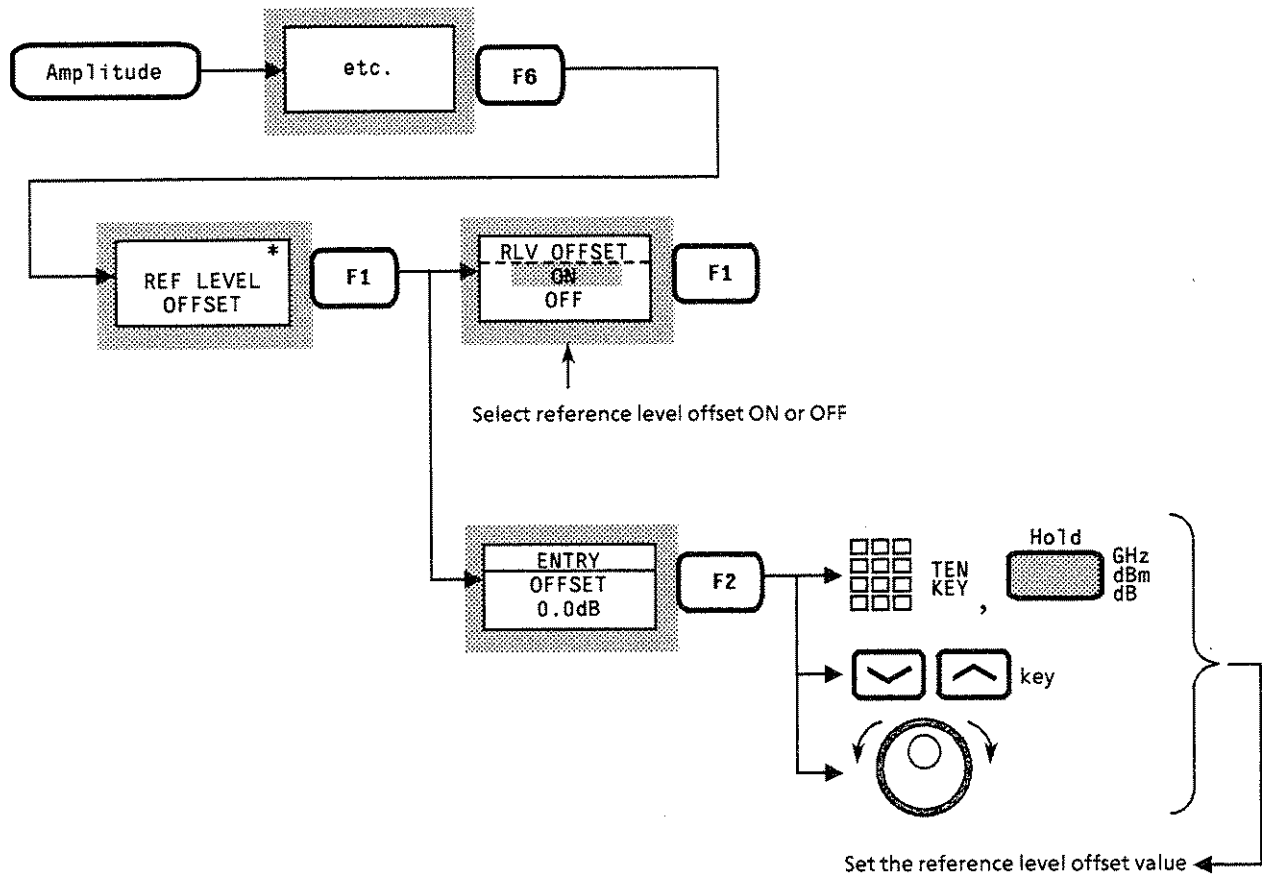 Amplitude
etc.
F6
*
REF LEVEL
OFFSET
F1
RLV OFFSET
ON
OFF
F1
Select reference level offset ON or OFF
ENTRY
OFFSET
0.0dB
F2
TEN
KEY
,
Hold
GHz
dBm
dB
key
Set the reference level offset value